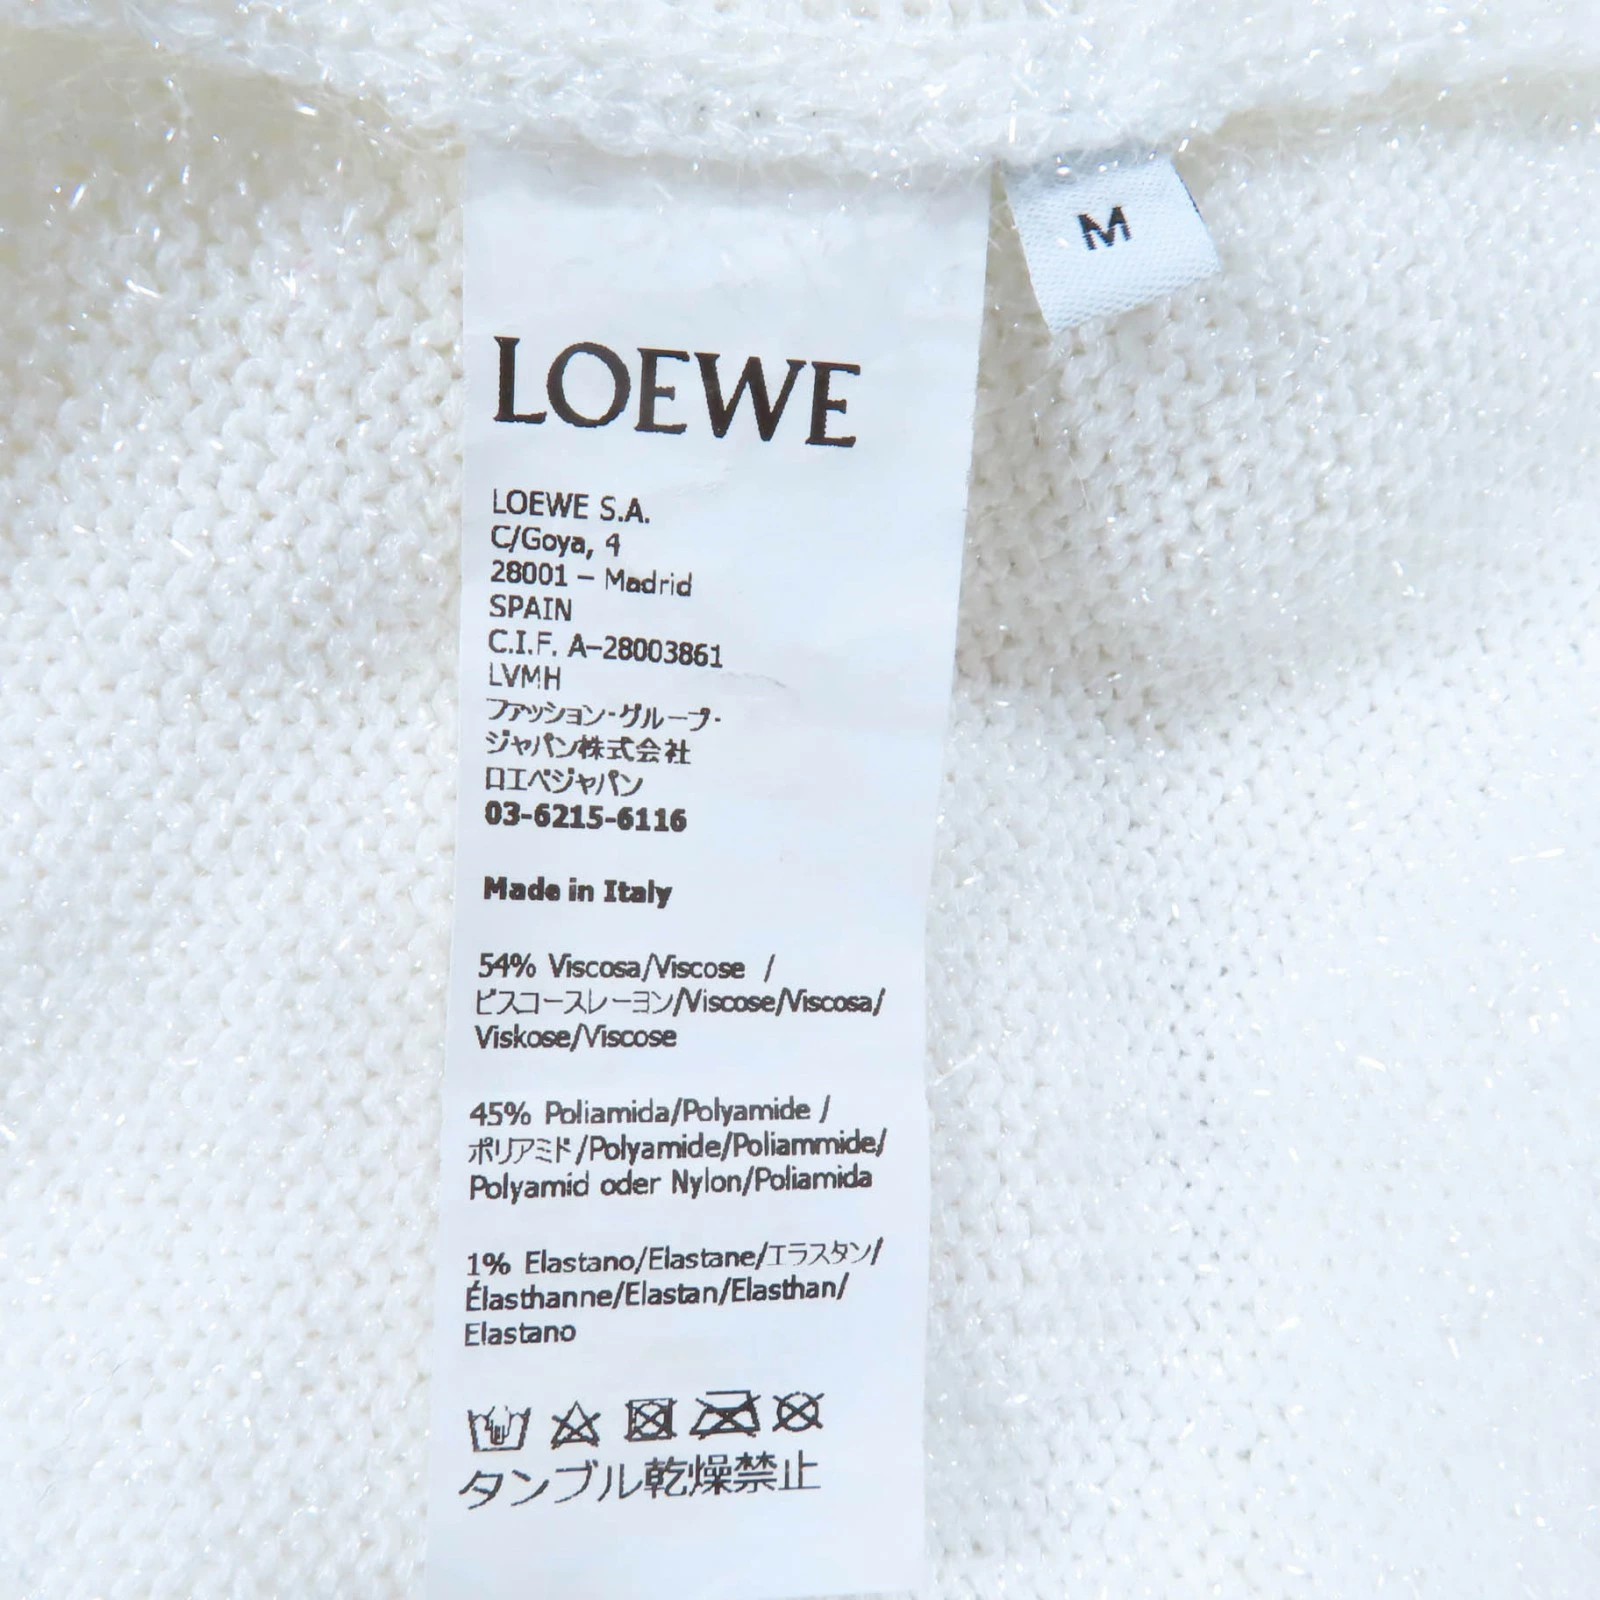 M
LOEWE
LOEWE S.A.
C/Goya, 4
28001 – Madrid
SPAIN
C.I.F. A-28003861
LVMH
ファッション・グループ・
ジャパン株式会社
ロエベジャパン
03-6215-6116
Made in Italy
54% Viscosa/Viscose /
ビスコースレーヨン/Viscose/Viscosa/
Viskose/Viscose
45% Poliamida/Polyamide /
ポリアミド/Polyamide/Poliammide/
Polyamid oder Nylon/Poliamida
1% Elastano/Elastane/エラスタン/
Élasthanne/Elastan/Elasthan/
Elastano
タンブル乾燥禁止